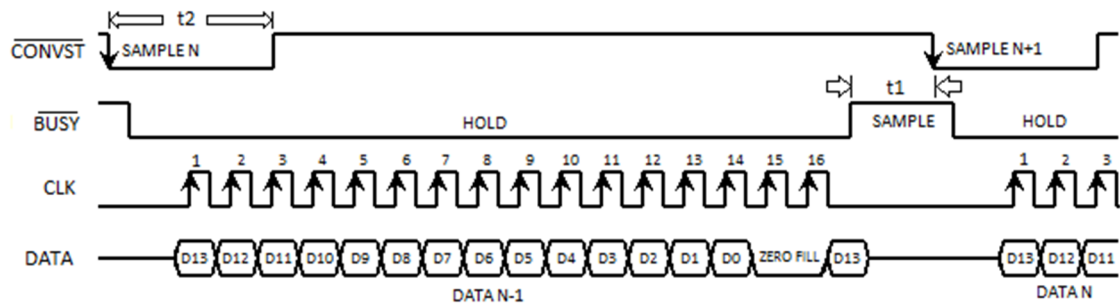 t2
CONVST SAMPLE N SAMPLE N+1
t1
BUSY HOLD SAMPLE HOLD
1 2 3 4 5 6 7 8 9 10 11 12 13 14 15 16 1 2 3
CLK
DATA D13 D12 D11 D10 D9 D8 D7 D6 D5 D4 D3 D2 D1 D0 ZERO FILL D13 D13 D12 D11
DATA N-1 DATA N